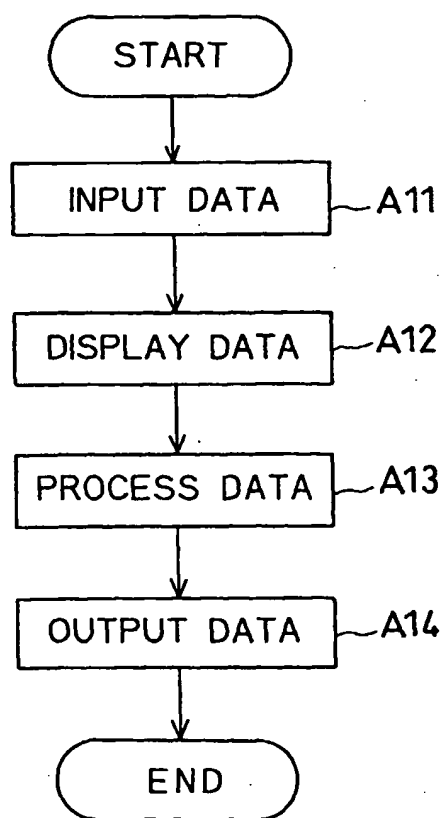 START
INPUT DATA A11
DISPLAY DATA A12
PROCESS DATA A13
OUTPUT DATA A14
END